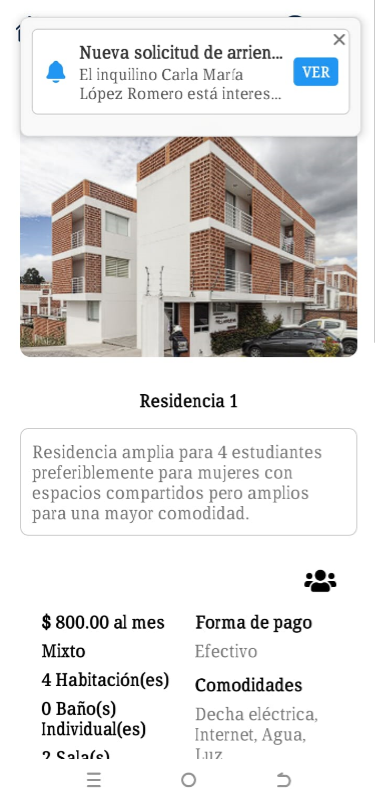 Nueva solicitud de arrien...
El inquilino Carla María
López Romero está interes...
VER
Residencia 1
Residencia amplia para 4 estudiantes
preferiblemente para mujeres con
espacios compartidos pero amplios
para una mayor comodidad.
$ 800.00 al mes
Mixto
4 Habitación(es)
0 Baño(s)
Individual(es)
2 Sala(s)
Forma de pago
Efectivo
Comodidades
Decha eléctrica,
Internet, Agua,
Luz